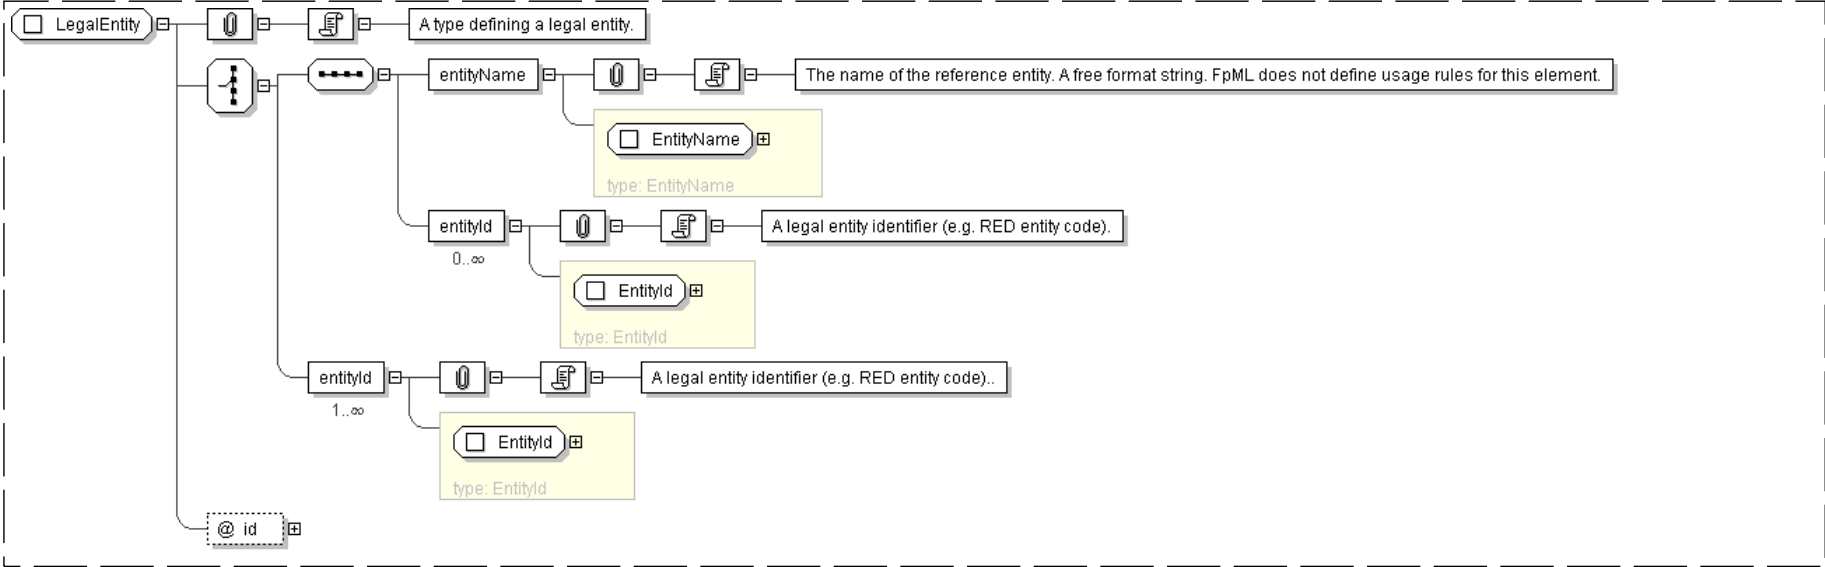 LegalEntity
A type defining a legal entity.
entityName
The name of the reference entity. A free format string. FpML does not define usage rules for this element.
EntityName
type: EntityName
entityId
A legal entity identifier (e.g. RED entity code).
0..∞
EntityId
type: EntityId
entityId
A legal entity identifier (e.g. RED entity code)..
1..∞
EntityId
type: EntityId
@ id